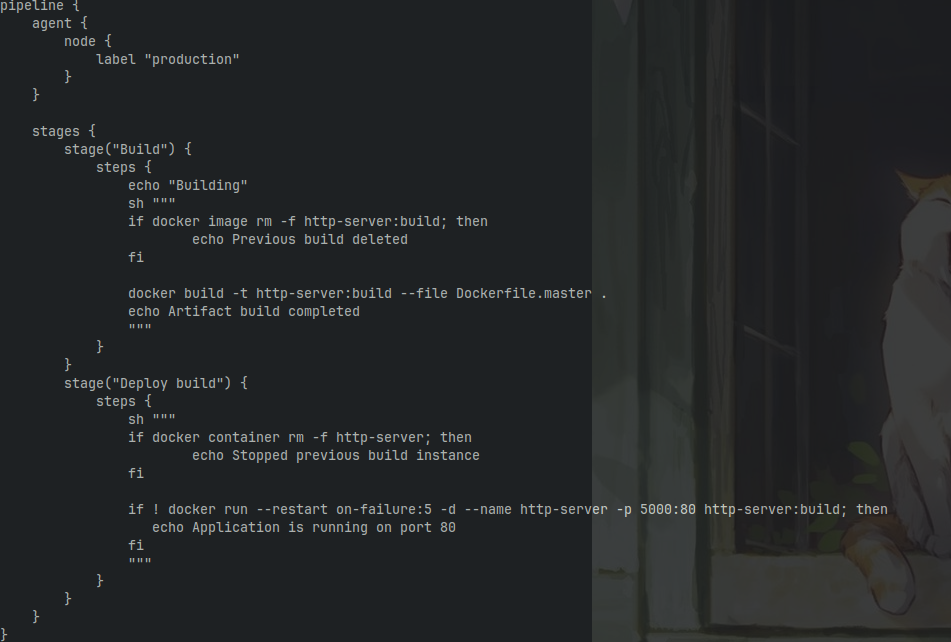 pipeline {
    agent {
        node {
            label "production"
        }
    }

    stages {
        stage("Build") {
            steps {
                echo "Building"
                sh """
                if docker image rm -f http-server:build; then
                        echo Previous build deleted
                fi

                docker build -t http-server:build --file Dockerfile.master .
                echo Artifact build completed
                """
            }
        }
        stage("Deploy build") {
            steps {
                sh """
                if docker container rm -f http-server; then
                        echo Stopped previous build instance
                fi

                if ! docker run --restart on-failure:5 -d --name http-server -p 5000:80 http-server:build; then
                   echo Application is running on port 80
                fi
                """
            }
        }
    }
}